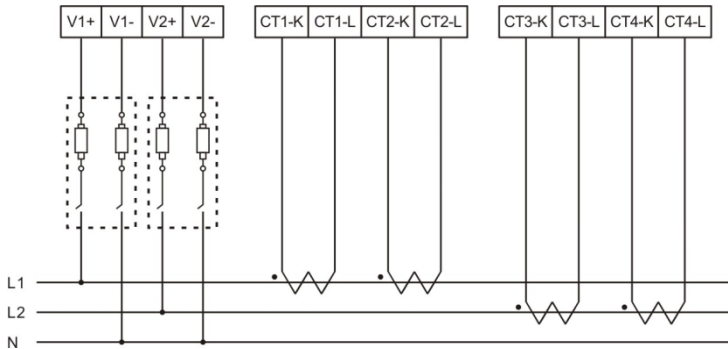 V1+ V1- V2+ V2- CT1-K CT1-L CT2-K CT2-L CT3-K CT3-L CT4-K CT4-L
L1
L2
N